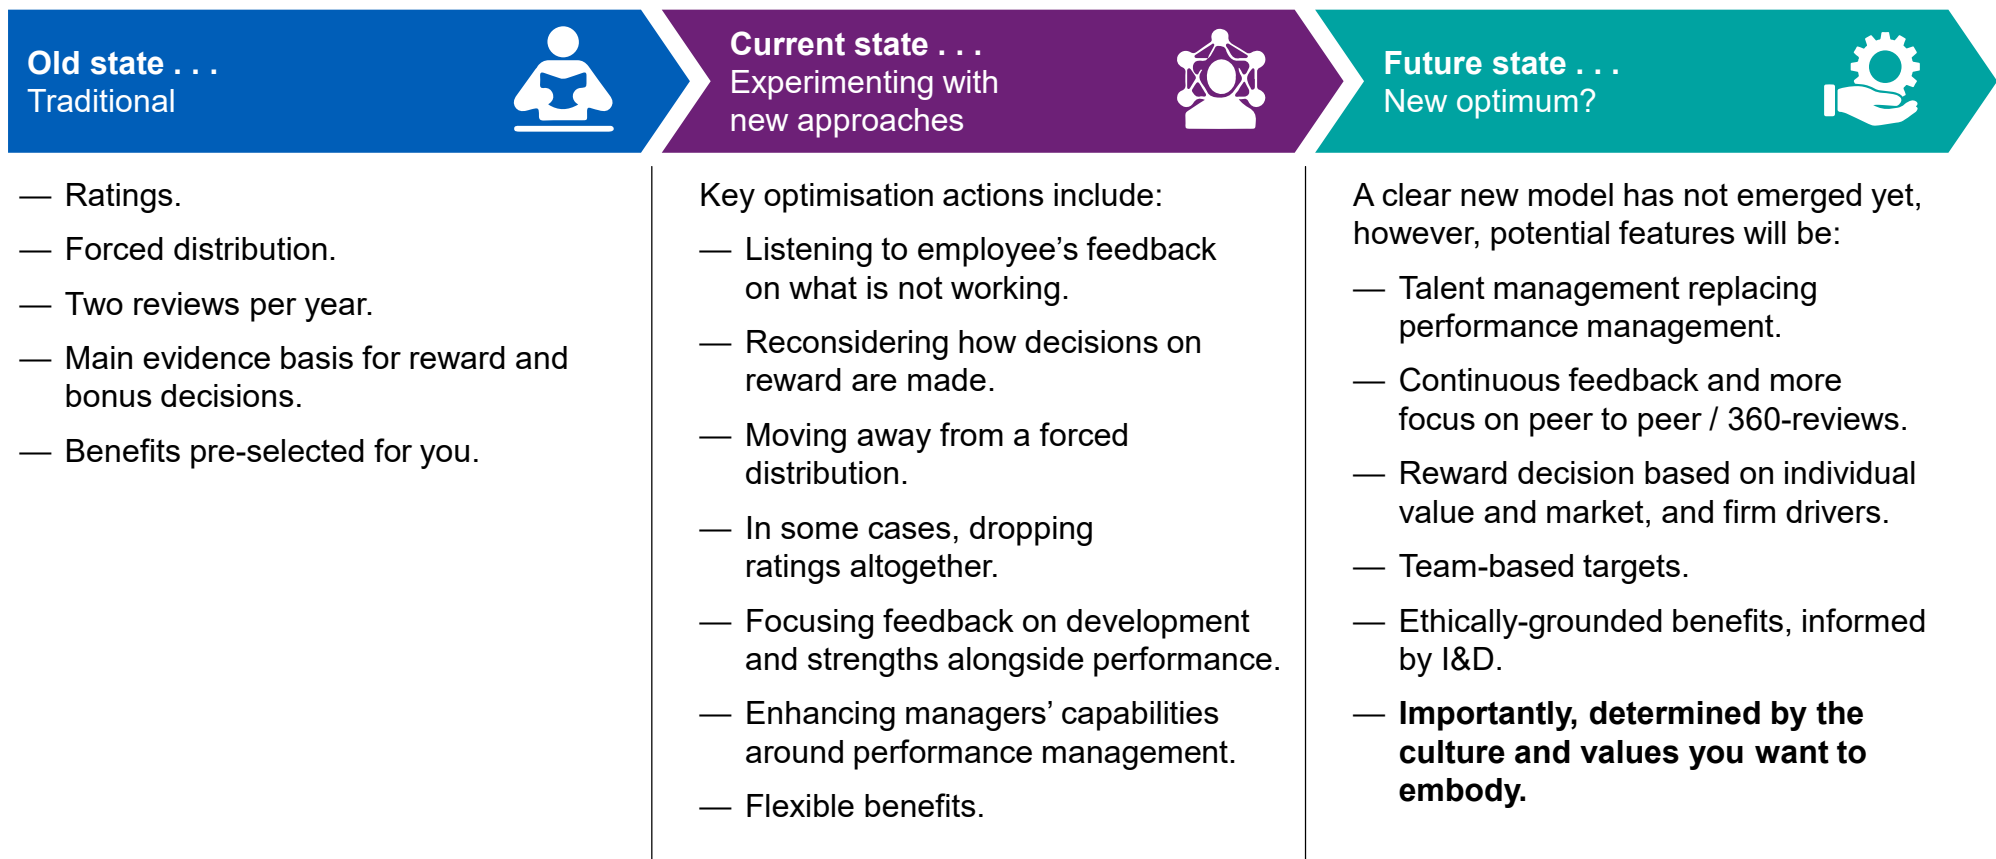 Old state . . .
Traditional
Current state . . .
Experimenting with
new approaches
Future state . . .
New optimum?
— Ratings.
— Forced distribution.
— Two reviews per year.
— Main evidence basis for reward and
bonus decisions.
— Benefits pre-selected for you.
Key optimisation actions include:
— Listening to employee’s feedback
on what is not working.
— Reconsidering how decisions on
reward are made.
— Moving away from a forced
distribution.
— In some cases, dropping
ratings altogether.
— Focusing feedback on development
and strengths alongside performance.
— Enhancing managers’ capabilities
around performance management.
— Flexible benefits.
A clear new model has not emerged yet,
however, potential features will be:
— Talent management replacing
performance management.
— Continuous feedback and more
focus on peer to peer / 360-reviews.
— Reward decision based on individual
value and market, and firm drivers.
— Team-based targets.
— Ethically-grounded benefits, informed
by I&D.
— Importantly, determined by the
culture and values you want to
embody.